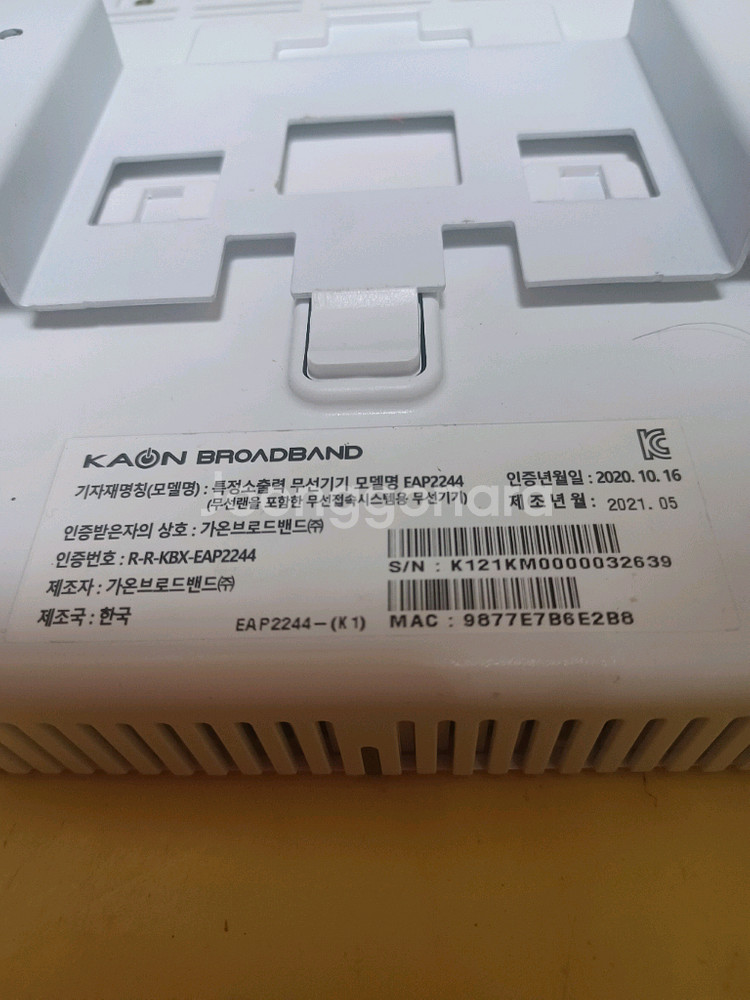 KAON BROADBAND
기자재명칭(모델명) : 특정소출력 무선기기 모델명 EAP2244
(무선랜을 포함한 무선접속시스템용 무선기기)
인증년월일 : 2020. 10. 16
제 조 년 월 : 2021. 05
인증받은자의 상호 : 가온브로드밴드㈜
인증번호 : R-R-KBX-EAP2244
S/N : K121KM0000032639
제조자 : 가온브로드밴드㈜
제조국 : 한국
EAP2244-(K1)
MAC : 9877E7B6E2B8